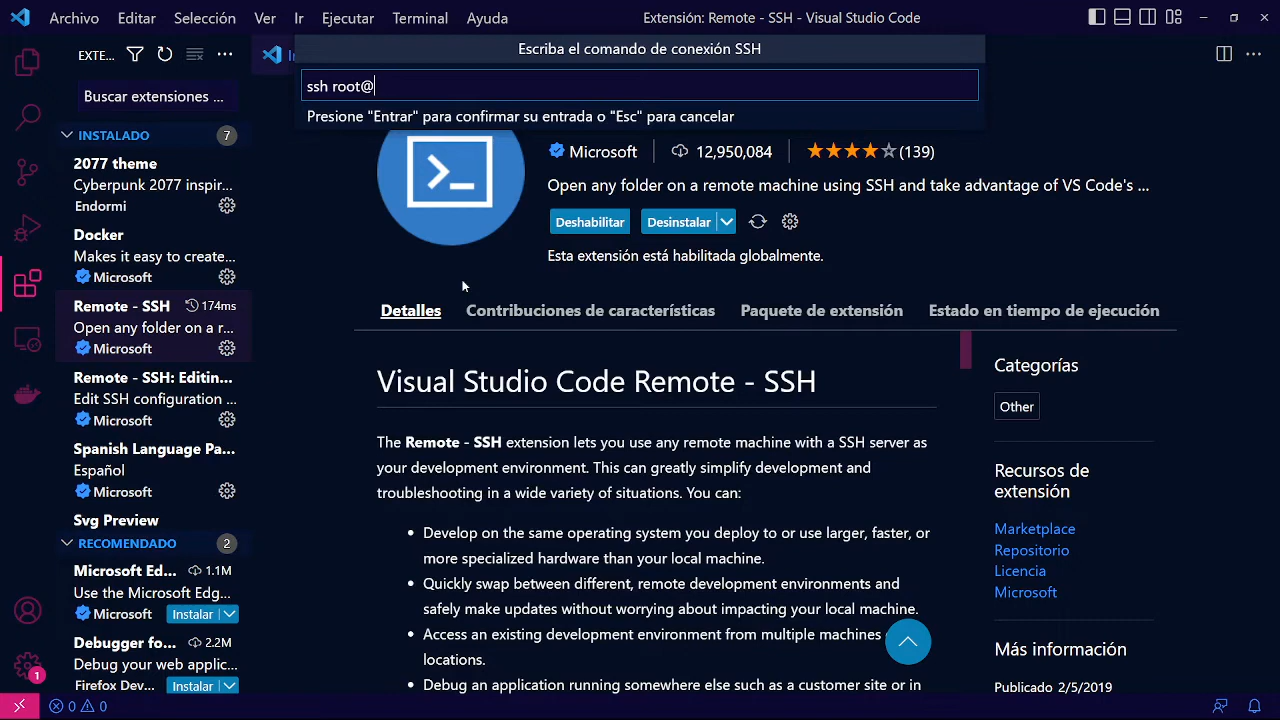 Archivo Editar Selección Ver Ir Ejecutar Terminal Ayuda Extensión: Remote - SSH - Visual Studio Code
Escriba el comando de conexión SSH
ssh root@
Presione "Entrar" para confirmar su entrada o "Esc" para cancelar
EXTE...
Buscar extensiones ...
INSTALADO 7
2077 theme
Cyberpunk 2077 inspir...
Endormi
Docker
Makes it easy to create...
Microsoft
Remote - SSH 174ms
Open any folder on a r...
Microsoft
Remote - SSH: Editin...
Edit SSH configuration ...
Microsoft
Spanish Language Pa...
Español
Microsoft
Svg Preview
RECOMENDADO 2
Microsoft Ed... 1.1M
Use the Microsoft Edg...
Microsoft Instalar
Debugger fo... 2.2M
Debug your web applic...
Firefox Dev... Instalar
1
0 0
Microsoft 12,950,084 (139)
Open any folder on a remote machine using SSH and take advantage of VS Code's ...
Deshabilitar Desinstalar
Esta extensión está habilitada globalmente.
Detalles Contribuciones de características Paquete de extensión Estado en tiempo de ejecución
Visual Studio Code Remote - SSH
The Remote - SSH extension lets you use any remote machine with a SSH server as
your development environment. This can greatly simplify development and
troubleshooting in a wide variety of situations. You can:
• Develop on the same operating system you deploy to or use larger, faster, or
more specialized hardware than your local machine.
• Quickly swap between different, remote development environments and
safely make updates without worrying about impacting your local machine.
• Access an existing development environment from multiple machines
locations.
• Debug an application running somewhere else such as a customer site or in
Categorías
Other
Recursos de
extensión
Marketplace
Repositorio
Licencia
Microsoft
Más información
Publicado 2/5/2019